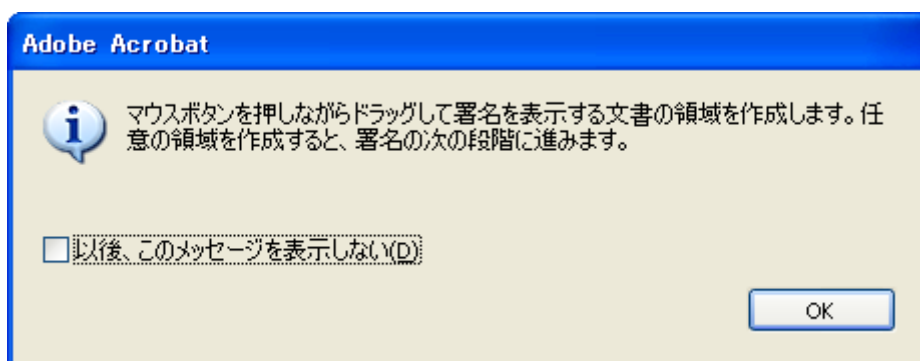 Adobe Acrobat
マウスボタンを押しながらドラッグして署名を表示する文書の領域を作成します。任
意の領域を作成すると、署名の次の段階に進みます。
以後、このメッセージを表示しない(D)
OK